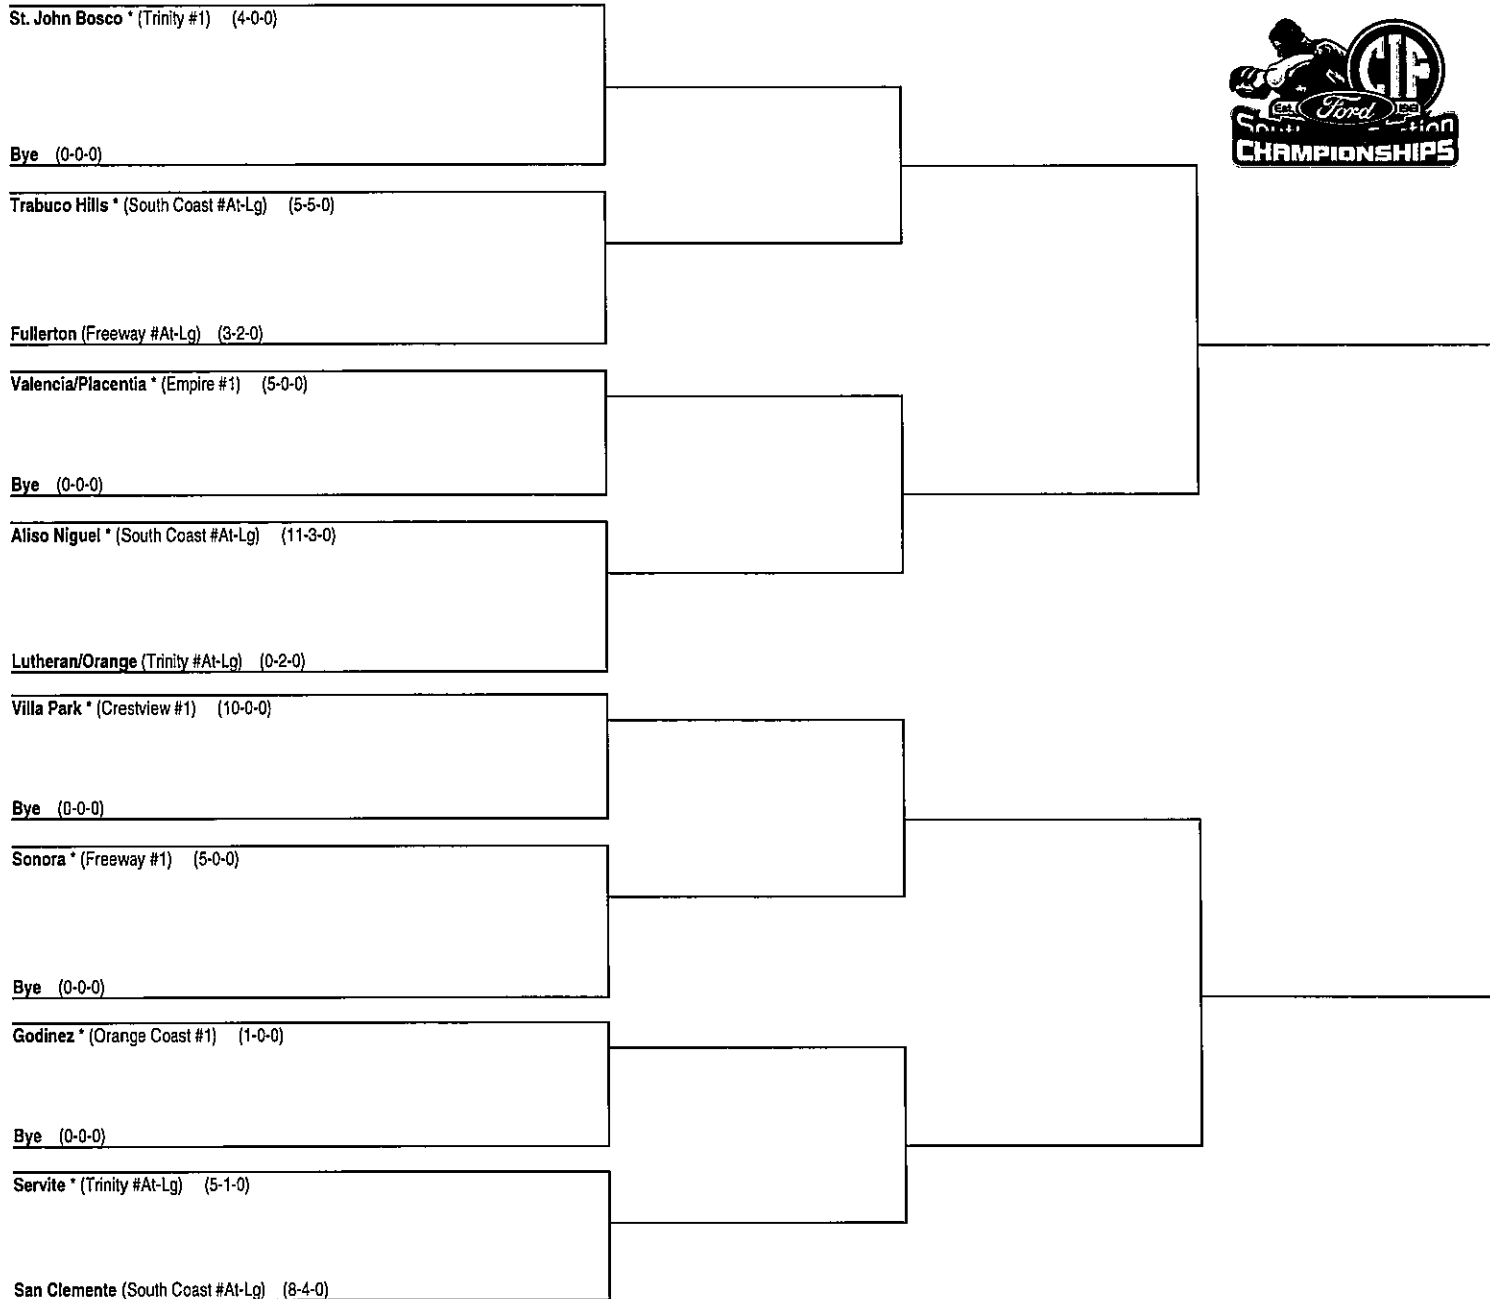 St. John Bosco * (Trinity #1) (4-0-0)
Bye (0-0-0)
Trabuco Hills * (South Coast #At-Lg) (5-5-0)
Fullerton (Freeway #At-Lg) (3-2-0)
Valencia/Placentia * (Empire #1) (5-0-0)
Bye (0-0-0)
Aliso Niguel * (South Coast #At-Lg) (11-3-0)
Lutheran/Orange (Trinity #At-Lg) (0-2-0)
Villa Park * (Crestview #1) (10-0-0)
Bye (0-0-0)
Sonora * (Freeway #1) (5-0-0)
Bye (0-0-0)
Godinez * (Orange Coast #1) (1-0-0)
Bye (0-0-0)
Servite * (Trinity #At-Lg) (5-1-0)
San Clemente (South Coast #At-Lg) (8-4-0)
CIF
Est. Ford
CHAMPIONSHIPS